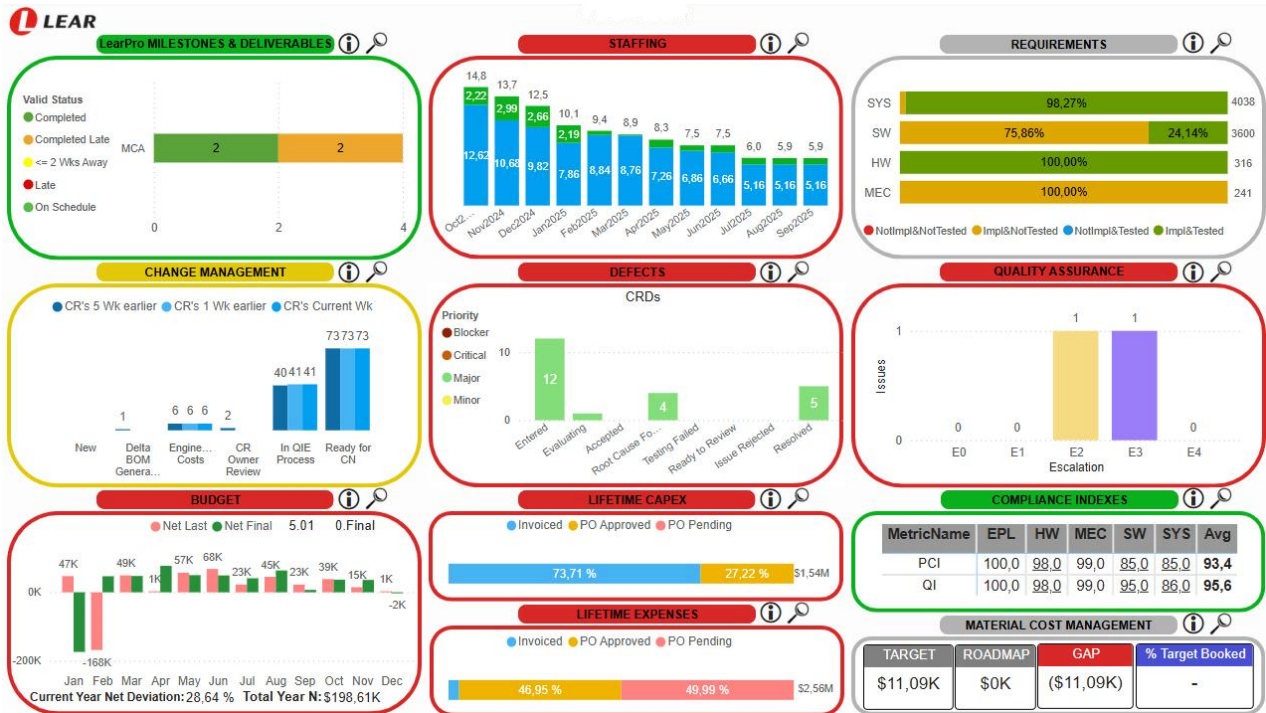 LEAR
LearPro MILESTONES & DELIVERABLES
Valid Status
Completed
Completed Late
<= 2 Wks Away
Late
On Schedule
MCA
2 2
0 2 4
STAFFING
14,8 13,7 12,5 10,1 9,4 8,9 8,3 7,5 7,5 6,0 5,9 5,9
2,22 2,99 2,66 2,19
12,62 10,68 9,82 7,86 8,84 8,76 7,26 6,86 6,66 5,16 5,16 5,16
Oct2... Nov2024 Dec2024 Jan2025 Feb2025 Mar2025 Apr2025 May2025 Jun2025 Jul2025 Aug2025 Sep2025
REQUIREMENTS
SYS 98,27% 4038
SW 75,86% 24,14% 3600
HW 100,00% 316
MEC 100,00% 241
NotImpl&NotTested Impl&NotTested NotImpl&Tested Impl&Tested
CHANGE MANAGEMENT
CR's 5 Wk earlier CR's 1 Wk earlier CR's Current Wk
1 6 6 6 2 40 41 41 73 73 73
New
Delta BOM Genera...
Engine... Costs
CR Owner Review
In QIE Process
Ready for CN
DEFECTS
CRDs
Priority
Blocker
Critical
Major
Minor
10
0
12 4 5
Entered Evaluating Accepted Root Cause Fo... Testing Failed Ready to Review Issue Rejected Resolved
QUALITY ASSURANCE
Issues
1
0
0 0 1 1 0
E0 E1 E2 E3 E4
Escalation
BUDGET
Net Last Net Final 5.01 0.Final
47K -168K 49K 1K 57K 68K 23K 45K 23K 39K 15K 1K -2K
0K
-200K
Jan Feb Mar Apr May Jun Jul Aug Sep Oct Nov Dec
Current Year Net Deviation:28,64 % Total Year N:$198,61K
LIFETIME CAPEX
Invoiced PO Approved PO Pending
73,71 % 27,22 % $1,54M
LIFETIME EXPENSES
Invoiced PO Approved PO Pending
46,95 % 49,99 % $2,56M
COMPLIANCE INDEXES
MetricName EPL HW MEC SW SYS Avg
PCI 100,0 98,0 99,0 85,0 85,0 93,4
QI 100,0 98,0 99,0 95,0 86,0 95,6
MATERIAL COST MANAGEMENT
TARGET ROADMAP GAP % Target Booked
$11,09K $0K ($11,09K) -